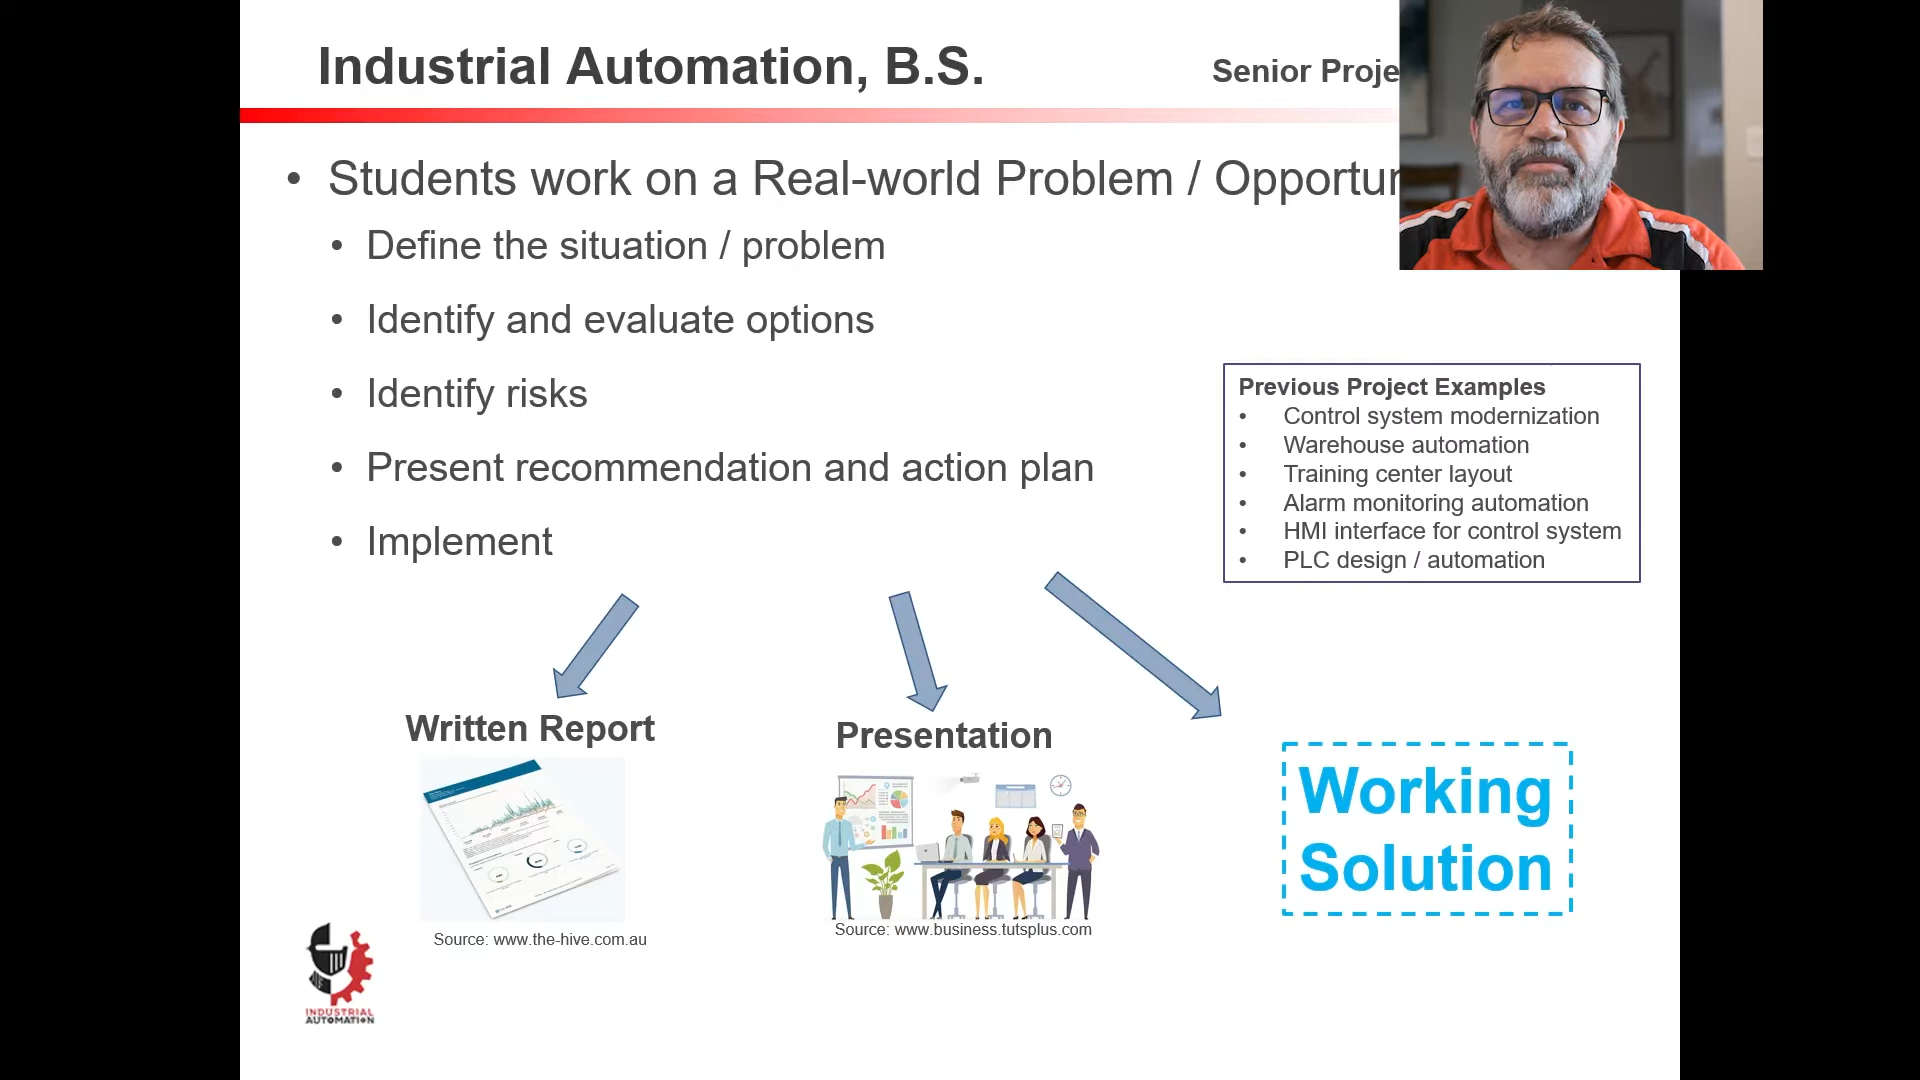 Industrial Automation, B.S.
Senior Proje
• Students work on a Real-world Problem / Opportun
• Define the situation / problem
• Identify and evaluate options
• Identify risks
• Present recommendation and action plan
• Implement
Previous Project Examples
• Control system modernization
• Warehouse automation
• Training center layout
• Alarm monitoring automation
• HMI interface for control system
• PLC design / automation
Written Report
Presentation
Working
Solution
Source: www.the-hive.com.au
Source: www.business.tutsplus.com
INDUSTRIAL
AUTOMATION